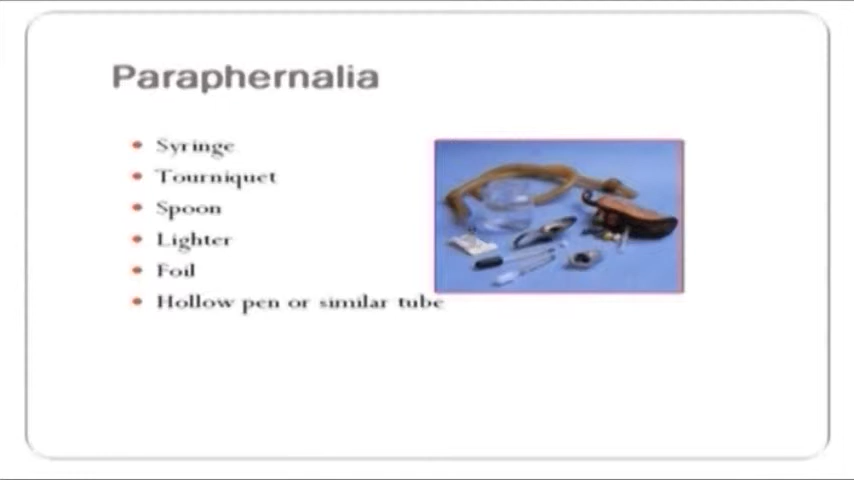 Paraphernalia
Syringe
Tourniquet
Spoon
Lighter
Foil
Hollow pen or similar tube